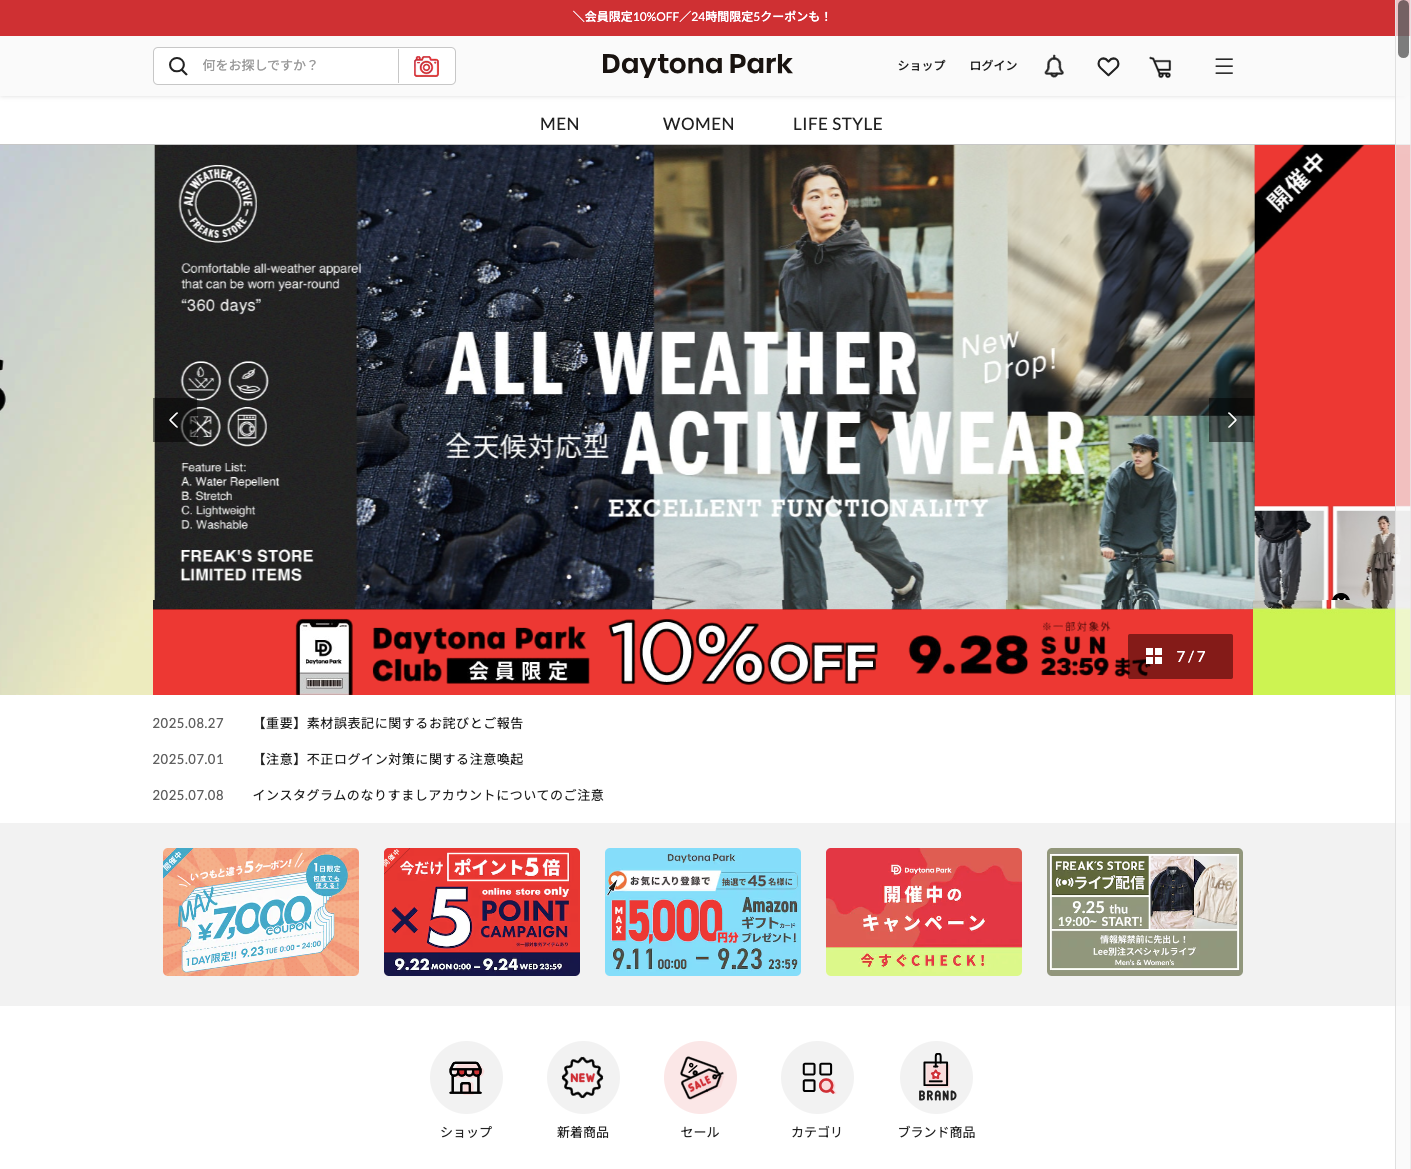 ＼会員限定10%OFF／24時間限定5クーポンも！
何をお探しですか？
Daytona Park
ショップ
ログイン
MEN
WOMEN
LIFE STYLE
ALL WEATHER ACTIVE
FREAKS STORE
Comfortable all-weather apparel
that can be worn year-round
“360 days”
Feature List:
A. Water Repellent
B. Stretch
C. Lightweight
D. Washable
FREAK'S STORE
LIMITED ITEMS
ALL WEATHER
New
Drop!
全天候対応型
ACTIVE WEAR
EXCELLENT FUNCTIONALITY
開催中
Daytona Park
Daytona Park
Club 会員限定
10%OFF
9.28 SUN 23:59まで
※一部対象外
7 / 7
2025.08.27 【重要】素材誤表記に関するお詫びとご報告
2025.07.01 【注意】不正ログイン対策に関する注意喚起
2025.07.08 インスタグラムのなりすましアカウントについてのご注意
開催中
いつもと違う5クーポン!
1日限定
何度でも
使える!
MAX
¥7,000
COUPON
1DAY限定!! 9.23 TUE 0:00 – 24:00
開催中
今だけ ポイント5倍
online store only
×5 POINT
CAMPAIGN
9.22 MON 0:00 – 9.24 WED 23:59
Daytona Park
お気に入り登録で
抽選で45名様に
MAX
5,000円分
Amazon
ギフトカード
プレゼント!
9.11 00:00 – 9.23 23:59
Daytona Park
開催中の
キャンペーン
今すぐCHECK!
FREAK'S STORE
ライブ配信
9.25 thu
19:00~ START!
Lee
情報解禁前に先出し！
Lee別注スペシャルライブ
Men's & Women's
NEW
SALE
BRAND
ショップ
新着商品
セール
カテゴリ
ブランド商品